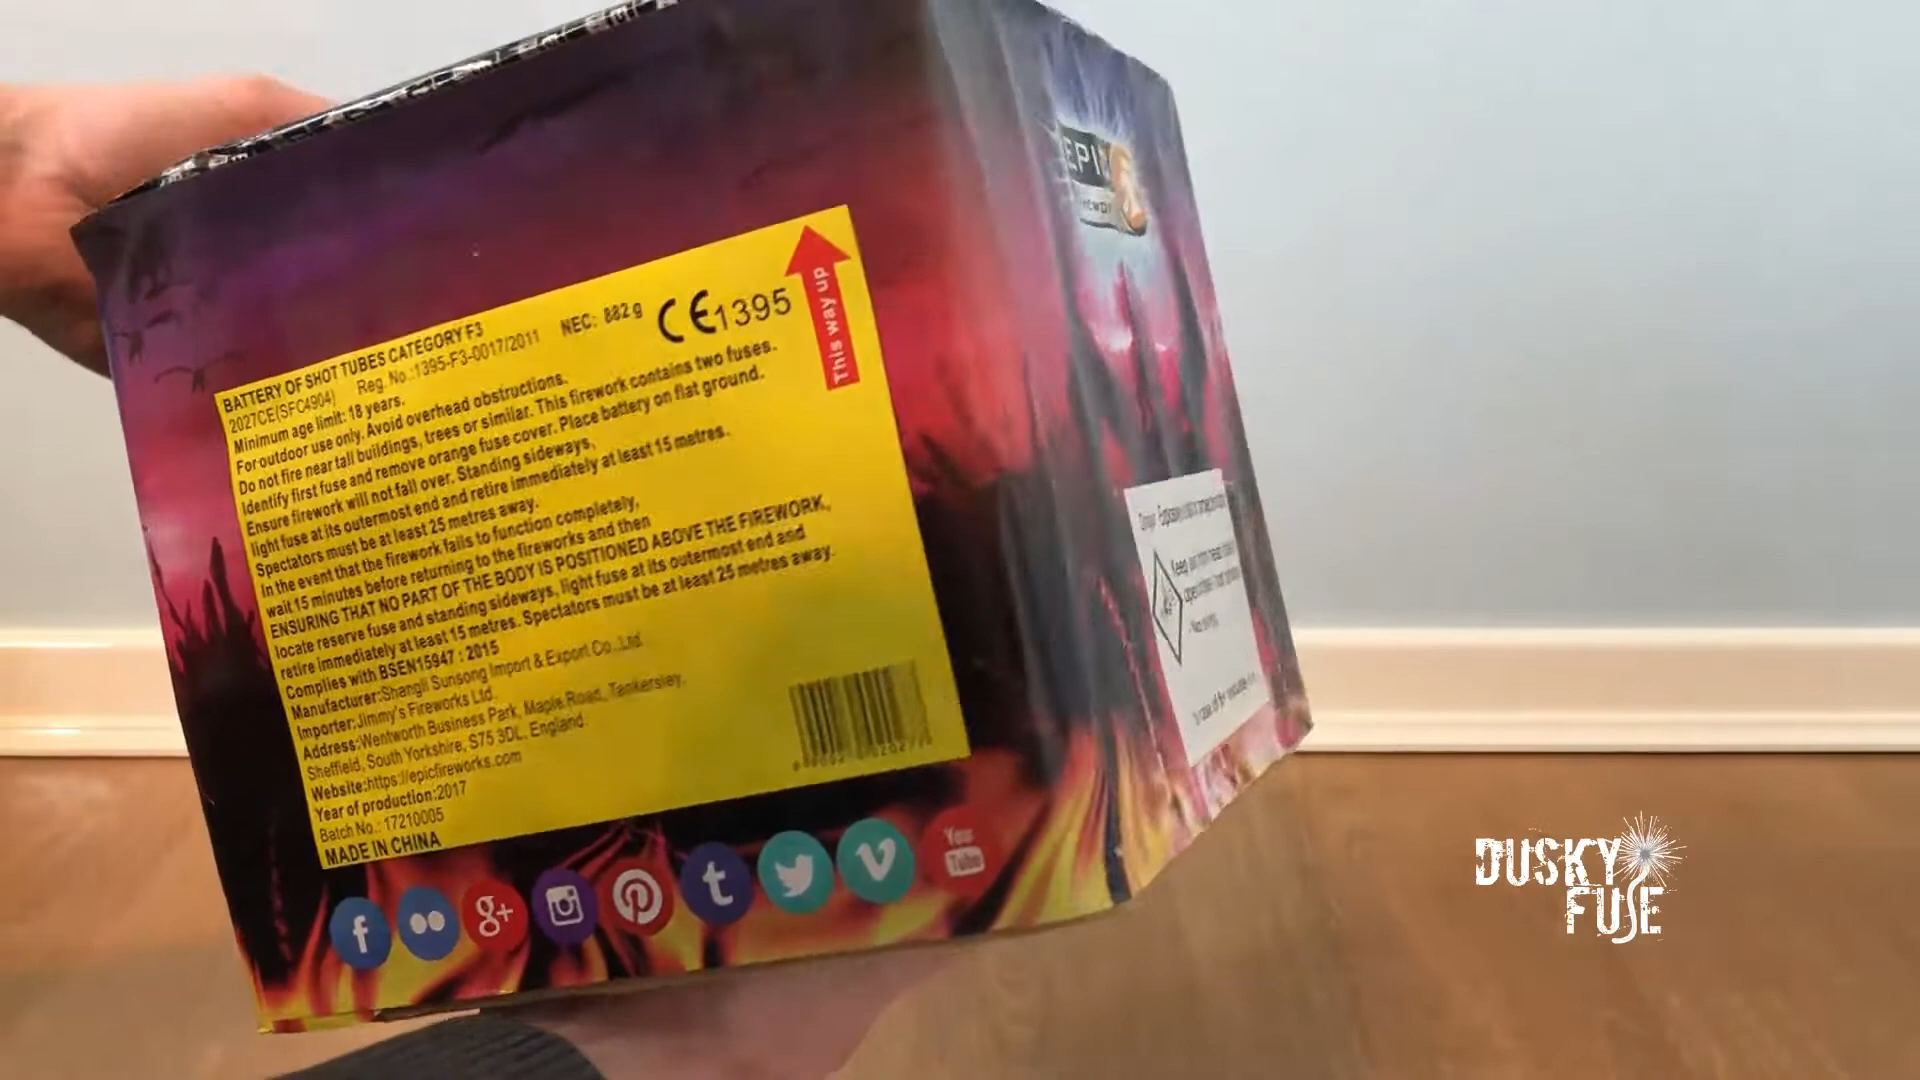 BATTERY OF SHOT TUBES CATEGORY F3
2027CE(SFC4904) Reg. No.:1395-F3-0017/2011 NEC: 882g CE1395
This way up
Minimum age limit: 18 years.
For outdoor use only. Avoid overhead obstructions.
Do not fire near tall buildings, trees or similar. This firework contains two fuses.
Identify first fuse and remove orange fuse cover. Place battery on flat ground.
Ensure firework will not fall over. Standing sideways,
light fuse at its outermost end and retire immediately at least 15 metres.
Spectators must be at least 25 metres away.
In the event that the firework fails to function completely,
wait 15 minutes before returning to the fireworks and then
ENSURING THAT NO PART OF THE BODY IS POSITIONED ABOVE THE FIREWORK,
locate reserve fuse and standing sideways, light fuse at its outermost end and
retire immediately at least 15 metres. Spectators must be at least 25 metres away.
Complies with BSEN15947 : 2015
Manufacturer:Shangli Sunsong Import & Export Co.,Ltd.
Importer:Jimmy's Fireworks Ltd.
Address:Wentworth Business Park, Maple Road, Tankersley,
Sheffield, South Yorkshire, S75 3DL. England.
Website:https://epicfireworks.com
Year of production:2017
Batch No.: 17210005
MADE IN CHINA
f g+ t v You Tube
EPIC
Keep
DUSKY
FUSE